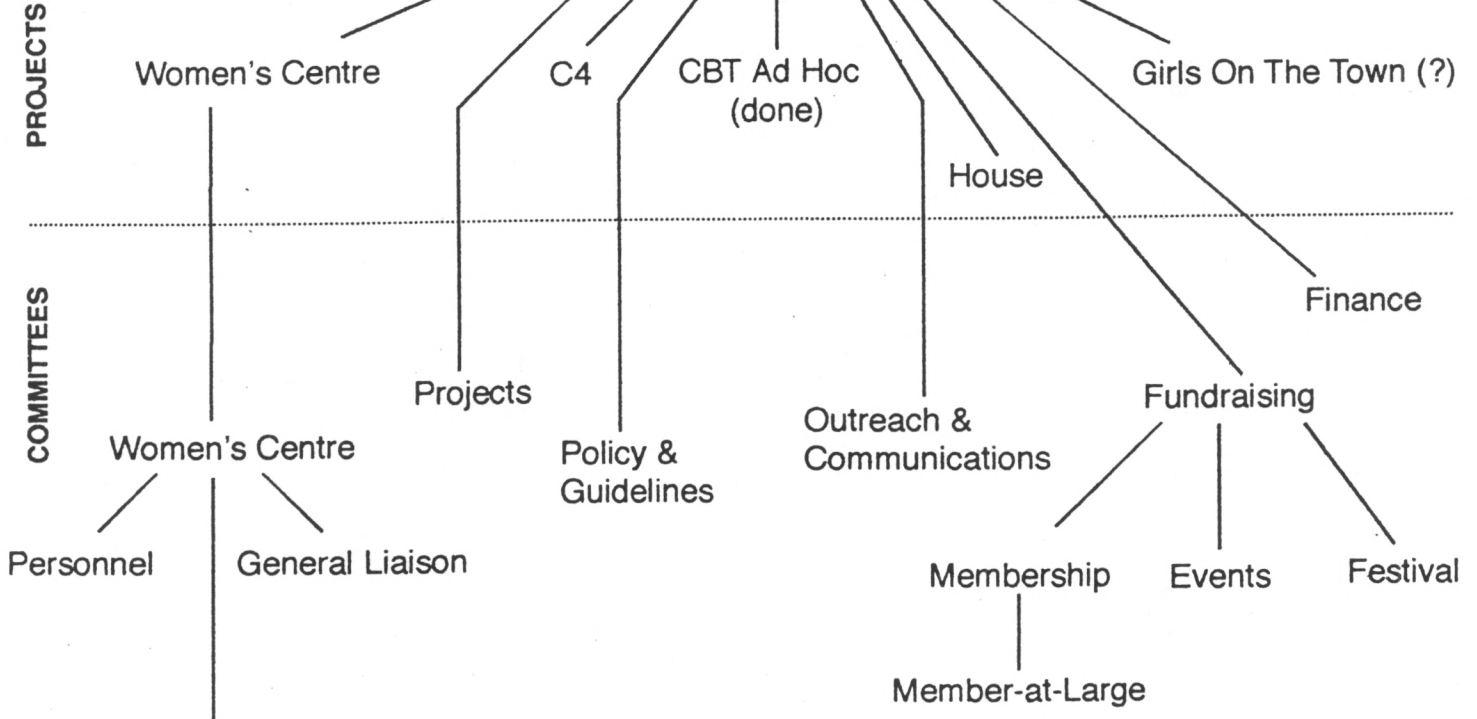 PROJECTS
Women's Centre
C4
CBT Ad Hoc
(done)
Girls On The Town (?)
House
COMMITTEES
Finance
Projects
Fundraising
Outreach &
Communications
Women's Centre
Policy &
Guidelines
Personnel
General Liaison
Membership
Events
Festival
Member-at-Large